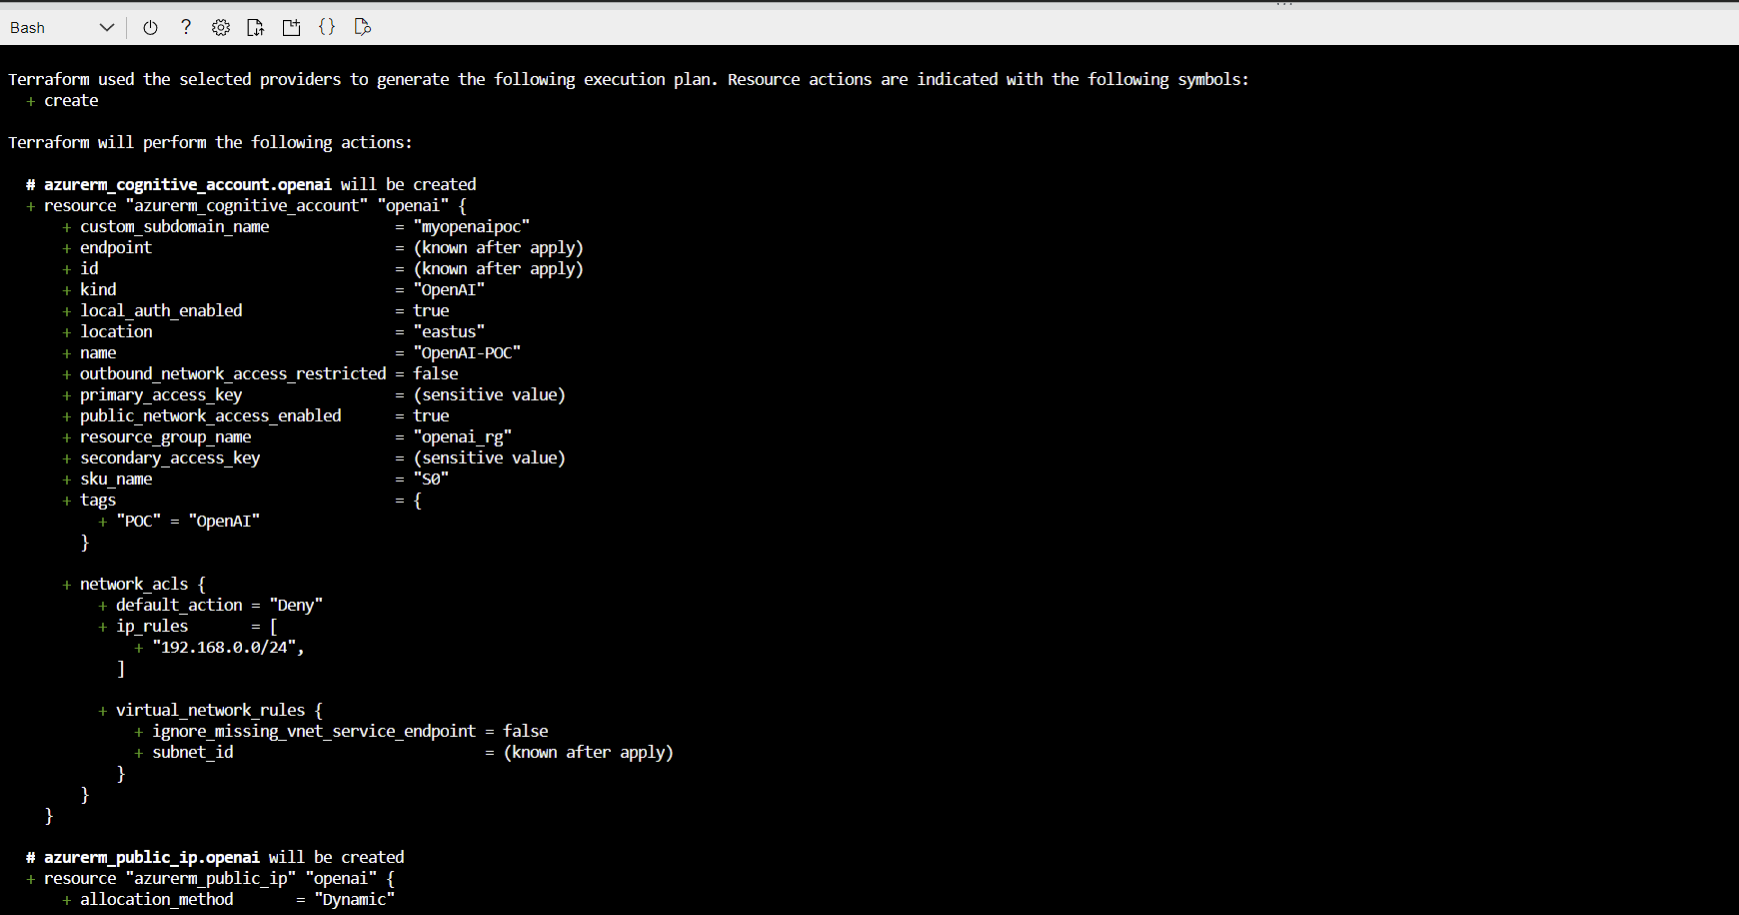 Bash
Terraform used the selected providers to generate the following execution plan. Resource actions are indicated with the following symbols:
  + create
Terraform will perform the following actions:
  # azurerm_cognitive_account.openai will be created
  + resource "azurerm_cognitive_account" "openai" {
      + custom_subdomain_name              = "myopenaipoc"
      + endpoint                           = (known after apply)
      + id                                 = (known after apply)
      + kind                               = "OpenAI"
      + local_auth_enabled                 = true
      + location                           = "eastus"
      + name                               = "OpenAI-POC"
      + outbound_network_access_restricted = false
      + primary_access_key                 = (sensitive value)
      + public_network_access_enabled      = true
      + resource_group_name                = "openai_rg"
      + secondary_access_key               = (sensitive value)
      + sku_name                           = "S0"
      + tags                               = {
          + "POC" = "OpenAI"
        }
      + network_acls {
          + default_action = "Deny"
          + ip_rules       = [
              + "192.168.0.0/24",
            ]
          + virtual_network_rules {
              + ignore_missing_vnet_service_endpoint = false
              + subnet_id                            = (known after apply)
            }
        }
    }
  # azurerm_public_ip.openai will be created
  + resource "azurerm_public_ip" "openai" {
      + allocation_method       = "Dynamic"